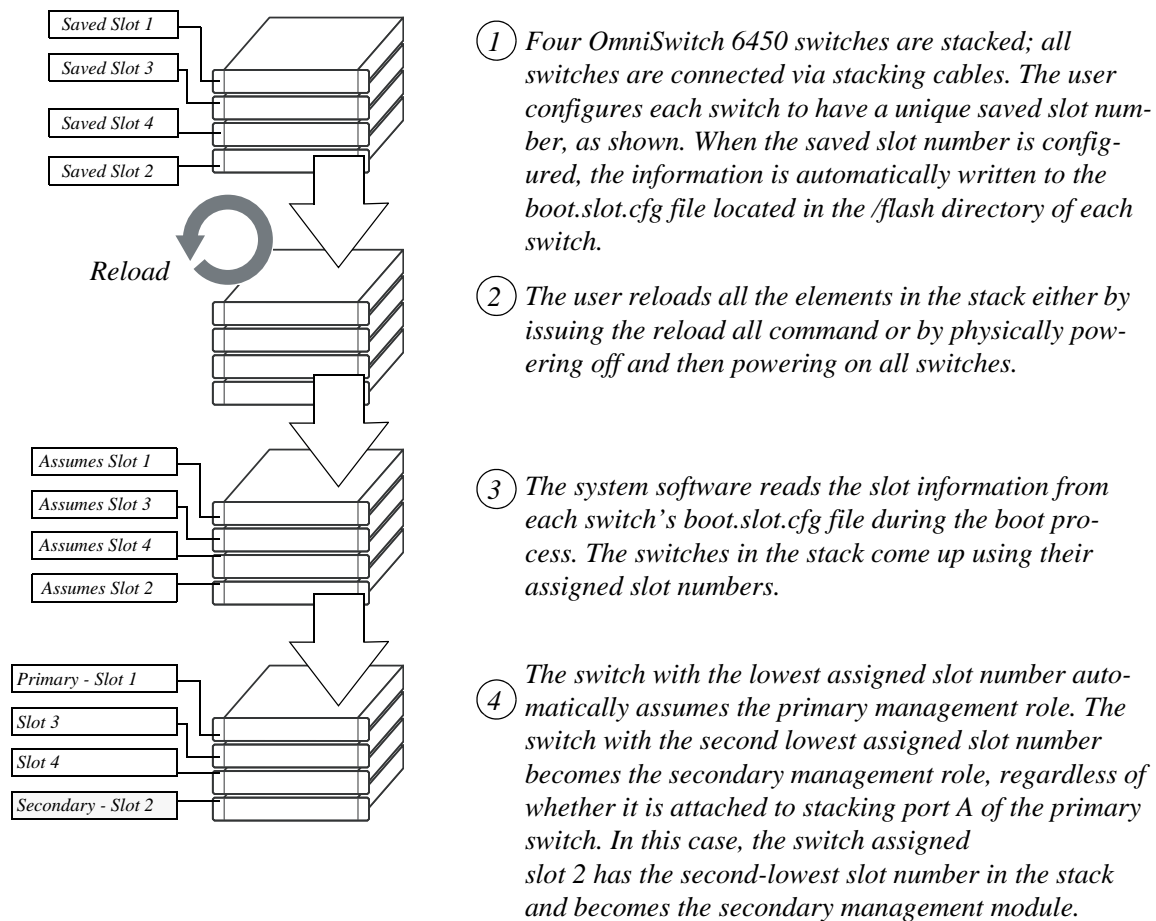 Saved Slot 1
Saved Slot 3
Saved Slot 4
Saved Slot 2
Reload
Assumes Slot 1
Assumes Slot 3
Assumes Slot 4
Assumes Slot 2
Primary - Slot 1
Slot 3
Slot 4
Secondary - Slot 2
1 Four OmniSwitch 6450 switches are stacked; all
switches are connected via stacking cables. The user
configures each switch to have a unique saved slot num-
ber, as shown. When the saved slot number is config-
ured, the information is automatically written to the
boot.slot.cfg file located in the /flash directory of each
switch.
2 The user reloads all the elements in the stack either by
issuing the reload all command or by physically pow-
ering off and then powering on all switches.
3 The system software reads the slot information from
each switch’s boot.slot.cfg file during the boot pro-
cess. The switches in the stack come up using their
assigned slot numbers.
The switch with the lowest assigned slot number auto-
4 matically assumes the primary management role. The
switch with the second lowest assigned slot number
becomes the secondary management role, regardless of
whether it is attached to stacking port A of the primary
switch. In this case, the switch assigned
slot 2 has the second-lowest slot number in the stack
and becomes the secondary management module.